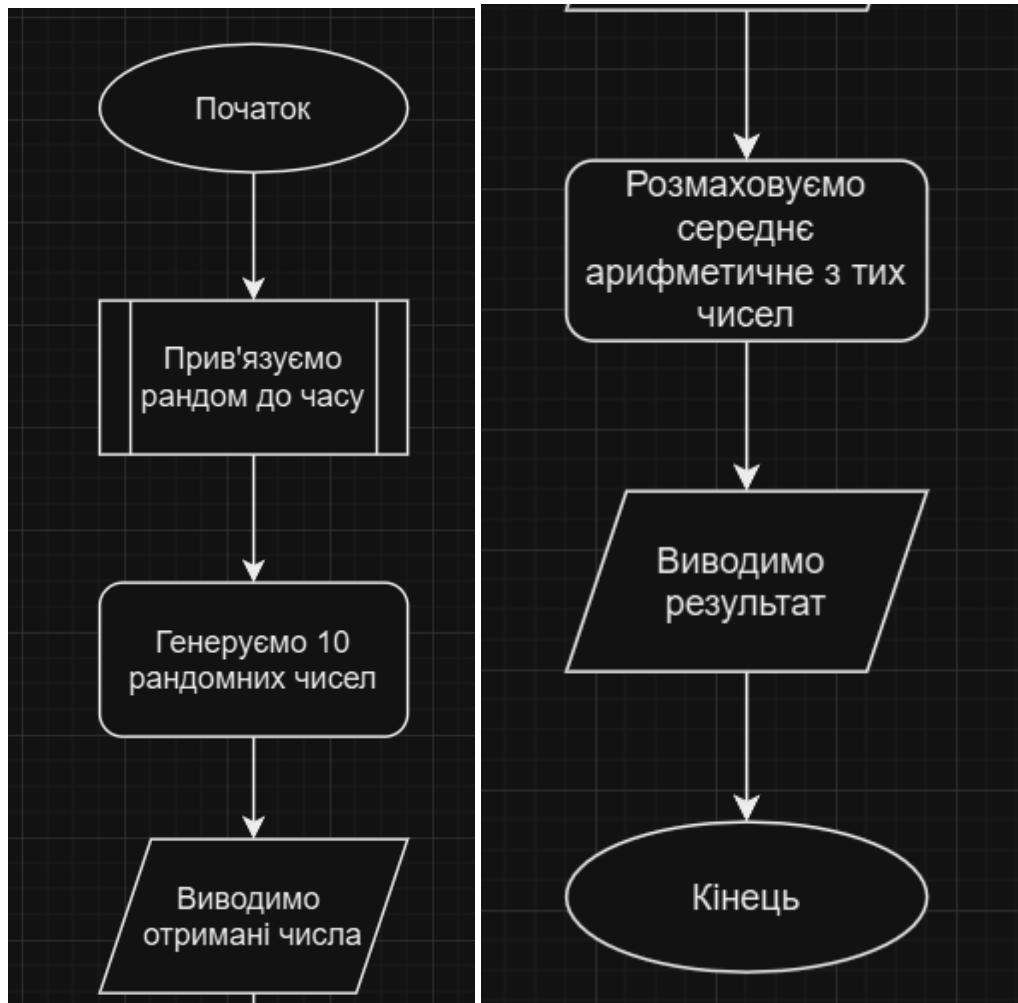 Початок
Прив'язуємо
рандом до часу
Генеруємо 10
рандомних чисел
Виводимо
отримані числа
Розмаховуємо
середнє
арифметичне з тих
чисел
Виводимо
результат
Кінець